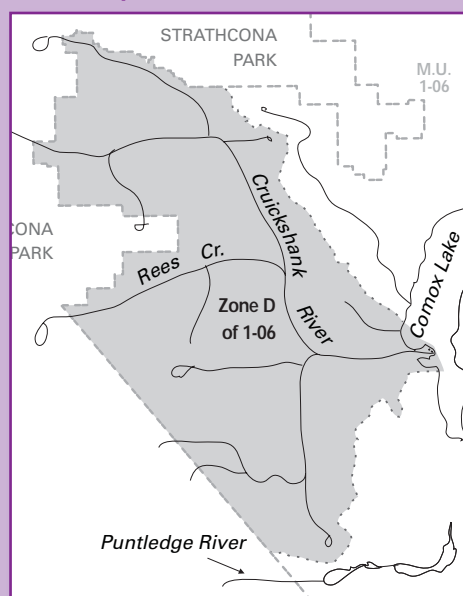 STRATHCONA
PARK
M.U.
1-06
CONA
PARK
Cruickshank
River
Rees Cr.
Comox Lake
Zone D
of 1-06
Puntledge River